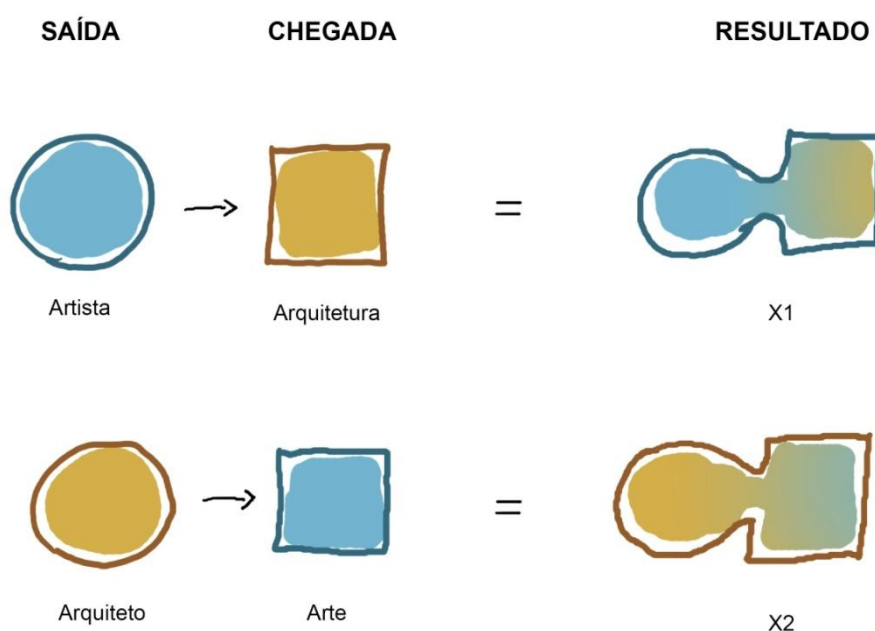 SAÍDA CHEGADA RESULTADO
= 
Artista Arquitetura X1
=
Arquiteto Arte X2